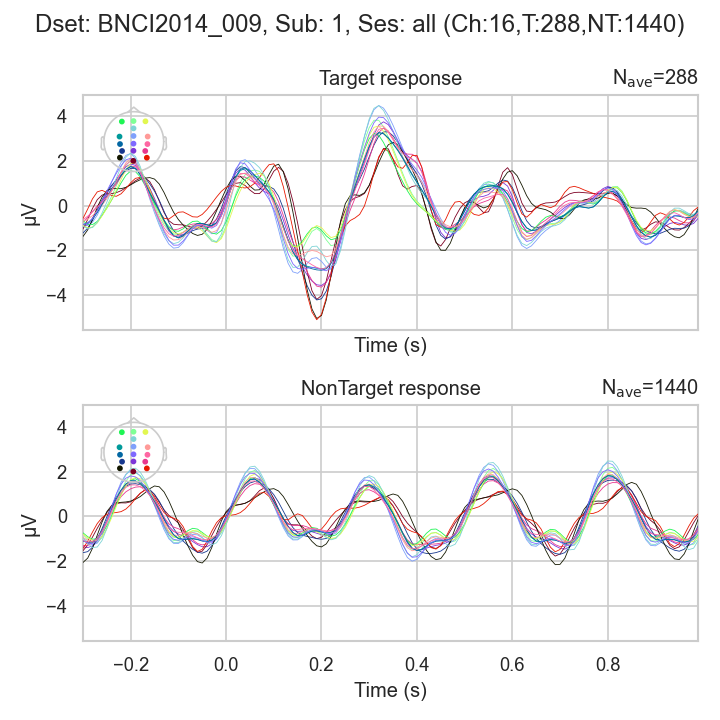 Dset: BNCI2014_009, Sub: 1, Ses: all (Ch:16,T:288,NT:1440)
Target response
Nave=288
4
2
0
−2
−4
µV
Time (s)
NonTarget response
Nave=1440
4
2
0
−2
−4
µV
−0.2 0.0 0.2 0.4 0.6 0.8
Time (s)